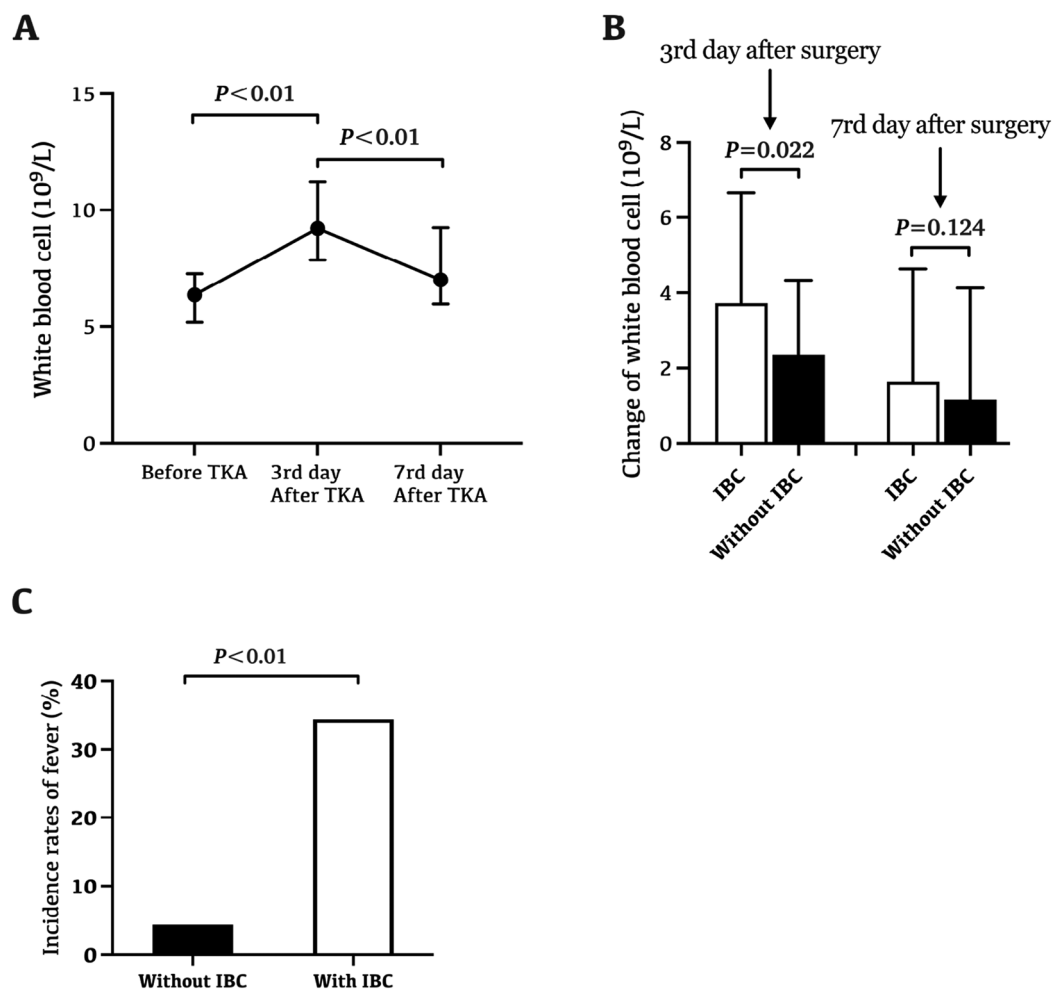 A
White blood cell (10⁹/L)
15
10
5
0
P<0.01
P<0.01
Before TKA
3rd day
After TKA
7rd day
After TKA
B
3rd day after surgery
7rd day after surgery
Change of white blood cell (10⁹/L)
8
6
4
2
0
P=0.022
P=0.124
IBC
Without IBC
IBC
Without IBC
C
Incidence rates of fever (%)
40
30
20
10
0
P<0.01
Without IBC
With IBC